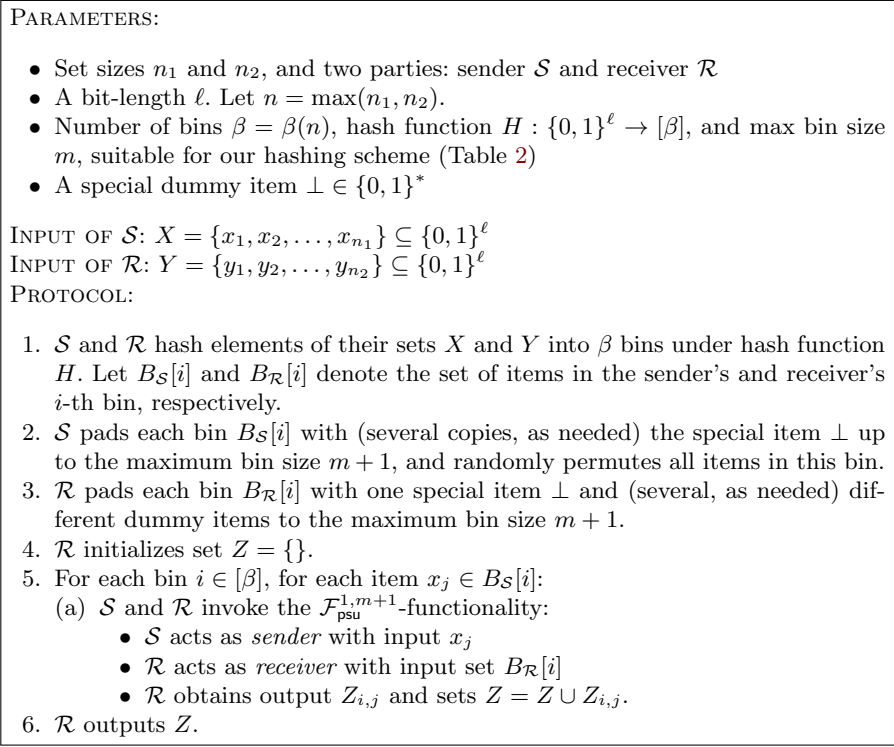 PARAMETERS:
• Set sizes n₁ and n₂, and two parties: sender 𝒮 and receiver ℛ
• A bit-length ℓ. Let n = max(n₁, n₂).
• Number of bins β = β(n), hash function H : {0, 1}^ℓ → [β], and max bin size
m, suitable for our hashing scheme (Table 2)
• A special dummy item ⊥ ∈ {0, 1}*
INPUT OF 𝒮: X = {x₁, x₂, . . . , x_{n₁}} ⊆ {0, 1}^ℓ
INPUT OF ℛ: Y = {y₁, y₂, . . . , y_{n₂}} ⊆ {0, 1}^ℓ
PROTOCOL:
1. 𝒮 and ℛ hash elements of their sets X and Y into β bins under hash function
H. Let B_𝒮[i] and B_ℛ[i] denote the set of items in the sender's and receiver's
i-th bin, respectively.
2. 𝒮 pads each bin B_𝒮[i] with (several copies, as needed) the special item ⊥ up
to the maximum bin size m + 1, and randomly permutes all items in this bin.
3. ℛ pads each bin B_ℛ[i] with one special item ⊥ and (several, as needed) dif-
ferent dummy items to the maximum bin size m + 1.
4. ℛ initializes set Z = {}.
5. For each bin i ∈ [β], for each item x_j ∈ B_𝒮[i]:
(a) 𝒮 and ℛ invoke the ℱ_psu^{1,m+1}-functionality:
• 𝒮 acts as sender with input x_j
• ℛ acts as receiver with input set B_ℛ[i]
• ℛ obtains output Z_{i,j} and sets Z = Z ∪ Z_{i,j}.
6. ℛ outputs Z.